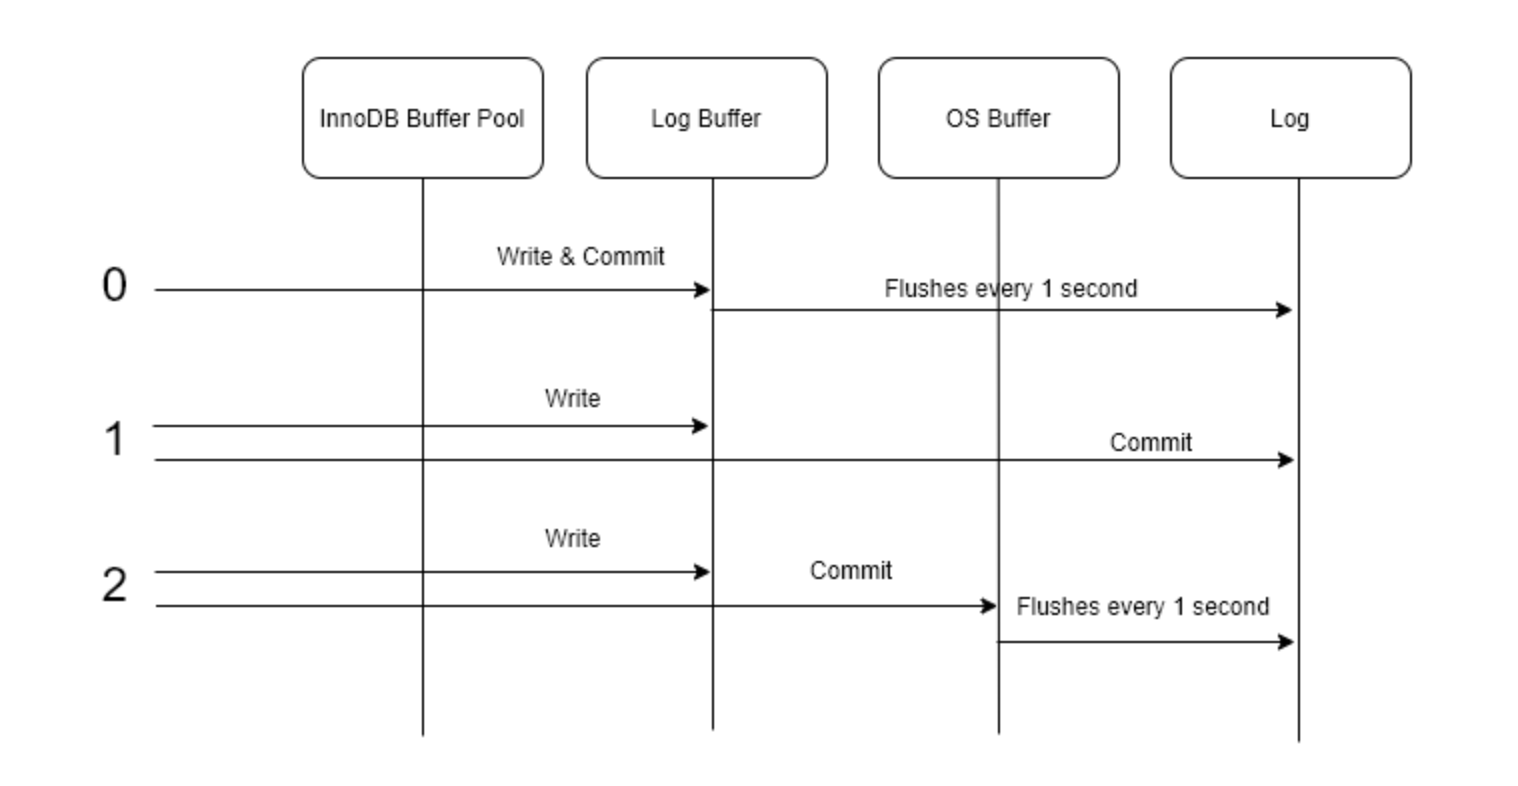 InnoDB Buffer Pool
Log Buffer
OS Buffer
Log
0
Write & Commit
Flushes every 1 second
1
Write
Commit
2
Write
Commit
Flushes every 1 second